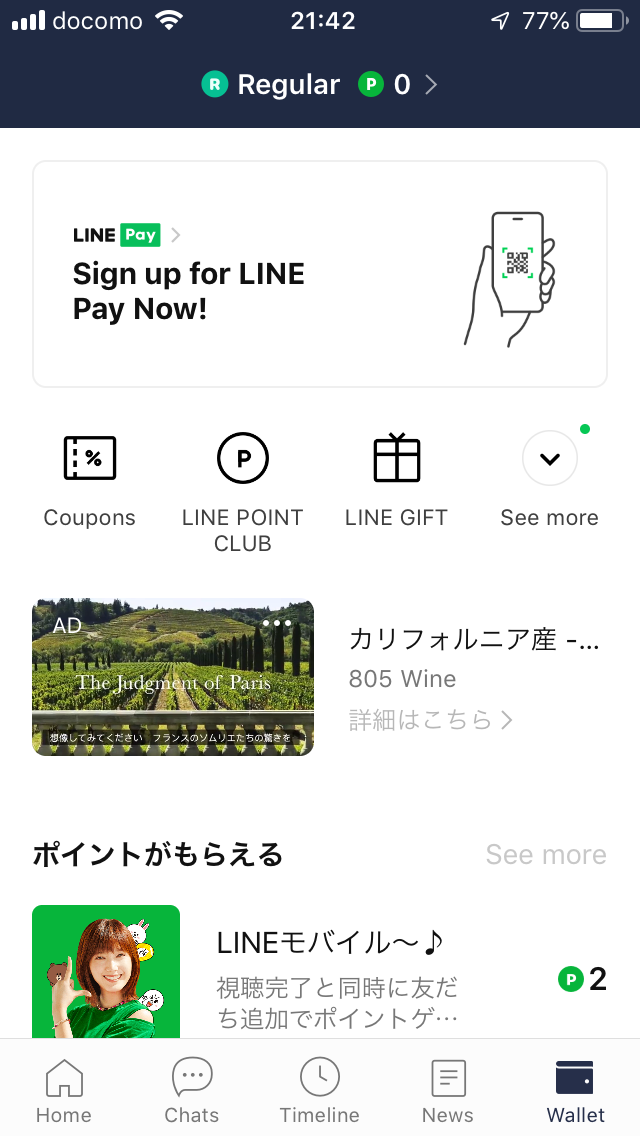 docomo 21:42 77%
R Regular P 0
LINE Pay
Sign up for LINE
Pay Now!
Coupons
P
LINE POINT
CLUB
LINE GIFT
See more
AD
The Judgment of Paris
想像してみてください フランスのソムリエたちの驚きを
カリフォルニア産 -...
805 Wine
詳細はこちら
ポイントがもらえる
See more
LINEモバイル〜♪
視聴完了と同時に友だ
ち追加でポイントゲ…
P 2
Home
Chats
Timeline
News
Wallet